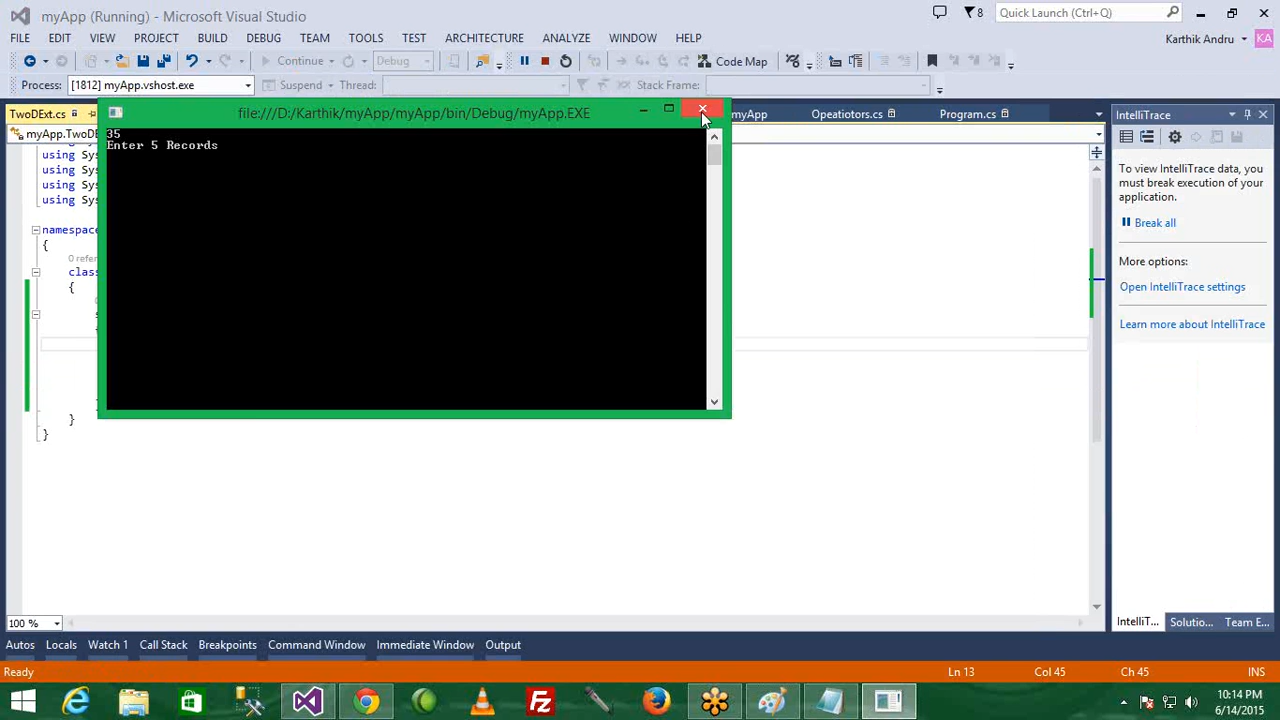 myApp (Running) - Microsoft Visual Studio
8
Quick Launch (Ctrl+Q)
FILE EDIT VIEW PROJECT BUILD DEBUG TEAM TOOLS TEST ARCHITECTURE ANALYZE WINDOW HELP
Karthik Andru KA
Continue Debug Code Map
Process: [1812] myApp.vshost.exe Suspend Thread: Stack Frame:
TwoDExt.cs
file:///D:/Karthik/myApp/myApp/bin/Debug/myApp.EXE
myApp Opeatiotors.cs Program.cs
IntelliTrace
myApp.TwoDE
35
Enter 5 Records
using Sys
using Sys
using Sys
using Sys
namespace
{
0 refere
class
{
}
}
To view IntelliTrace data, you
must break execution of your
application.
Break all
More options:
Open IntelliTrace settings
Learn more about IntelliTrace
100 %
IntelliT... Solutio... Team E...
Autos Locals Watch 1 Call Stack Breakpoints Command Window Immediate Window Output
Ready Ln 13 Col 45 Ch 45 INS
10:14 PM
6/14/2015